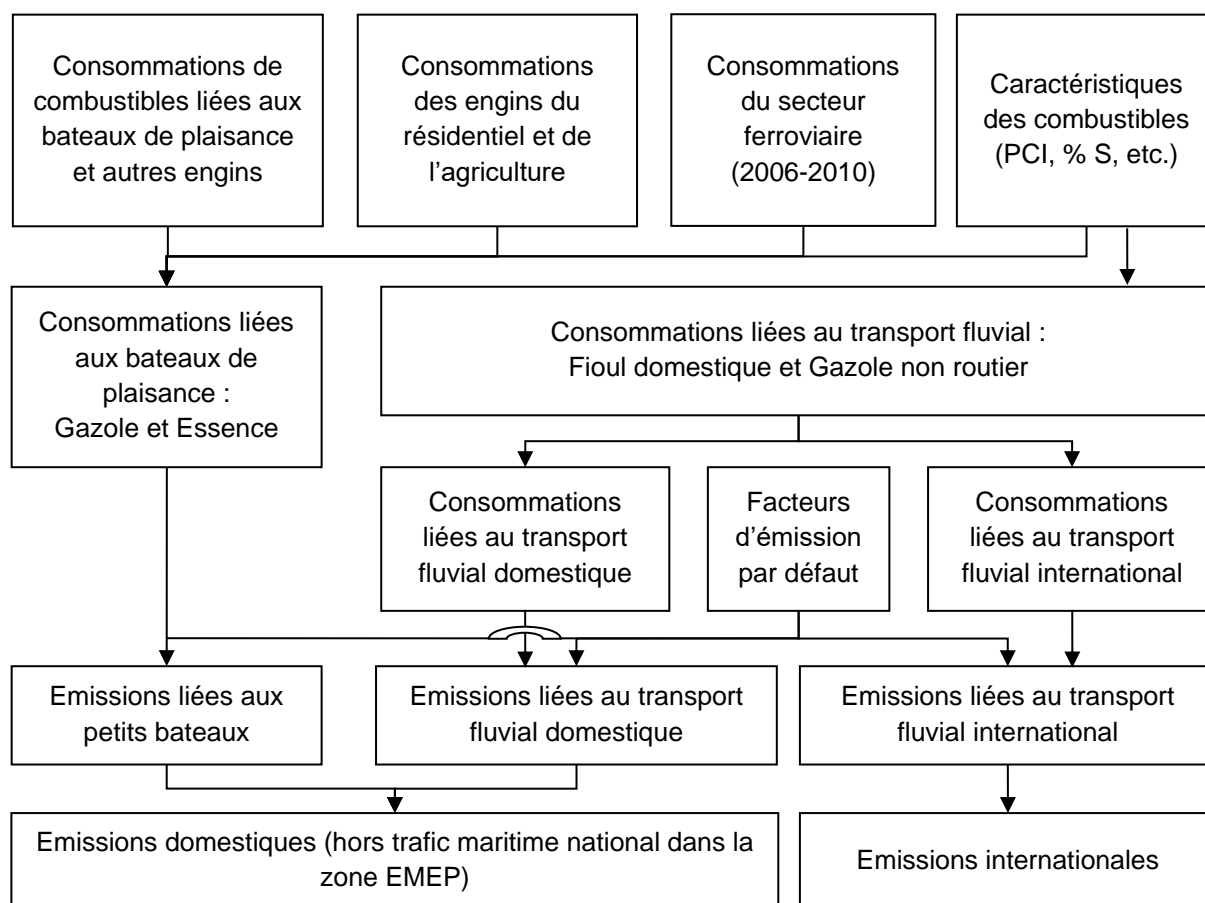 Consommations de
combustibles liées aux
bateaux de plaisance
et autres engins
Consommations
des engins du
résidentiel et de
l’agriculture
Consommations
du secteur
ferroviaire
(2006-2010)
Caractéristiques
des combustibles
(PCI, % S, etc.)
Consommations liées
aux bateaux de
plaisance :
Gazole et Essence
Consommations liées au transport fluvial :
Fioul domestique et Gazole non routier
Consommations
liées au transport
fluvial domestique
Facteurs
d’émission
par défaut
Consommations
liées au transport
fluvial international
Emissions liées aux
petits bateaux
Emissions liées au transport
fluvial domestique
Emissions liées au transport
fluvial international
Emissions domestiques (hors trafic maritime national dans la
zone EMEP)
Emissions internationales